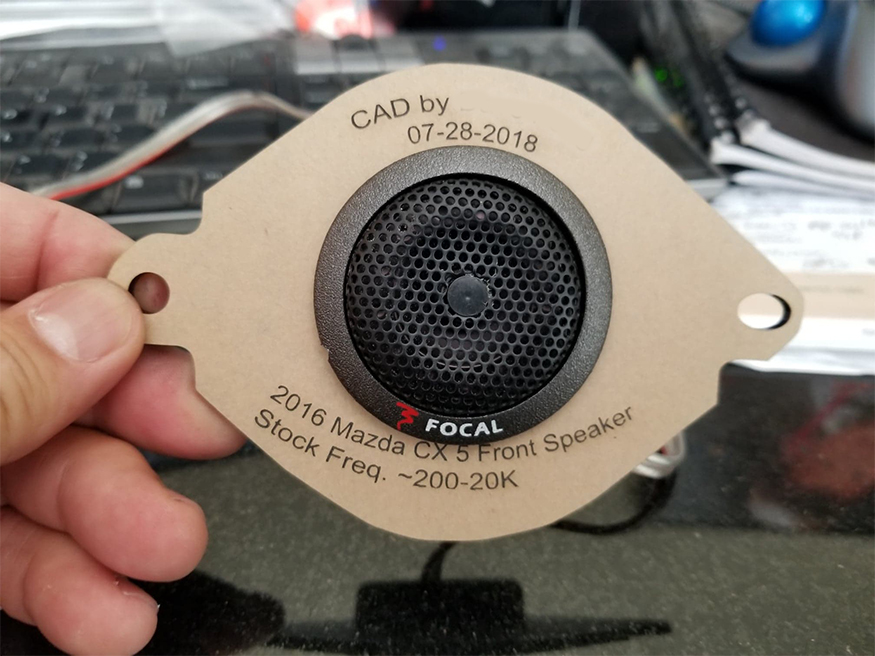 CAD by
07-28-2018
FOCAL
2016 Mazda CX 5 Front Speaker
Stock Freq. ~200-20K